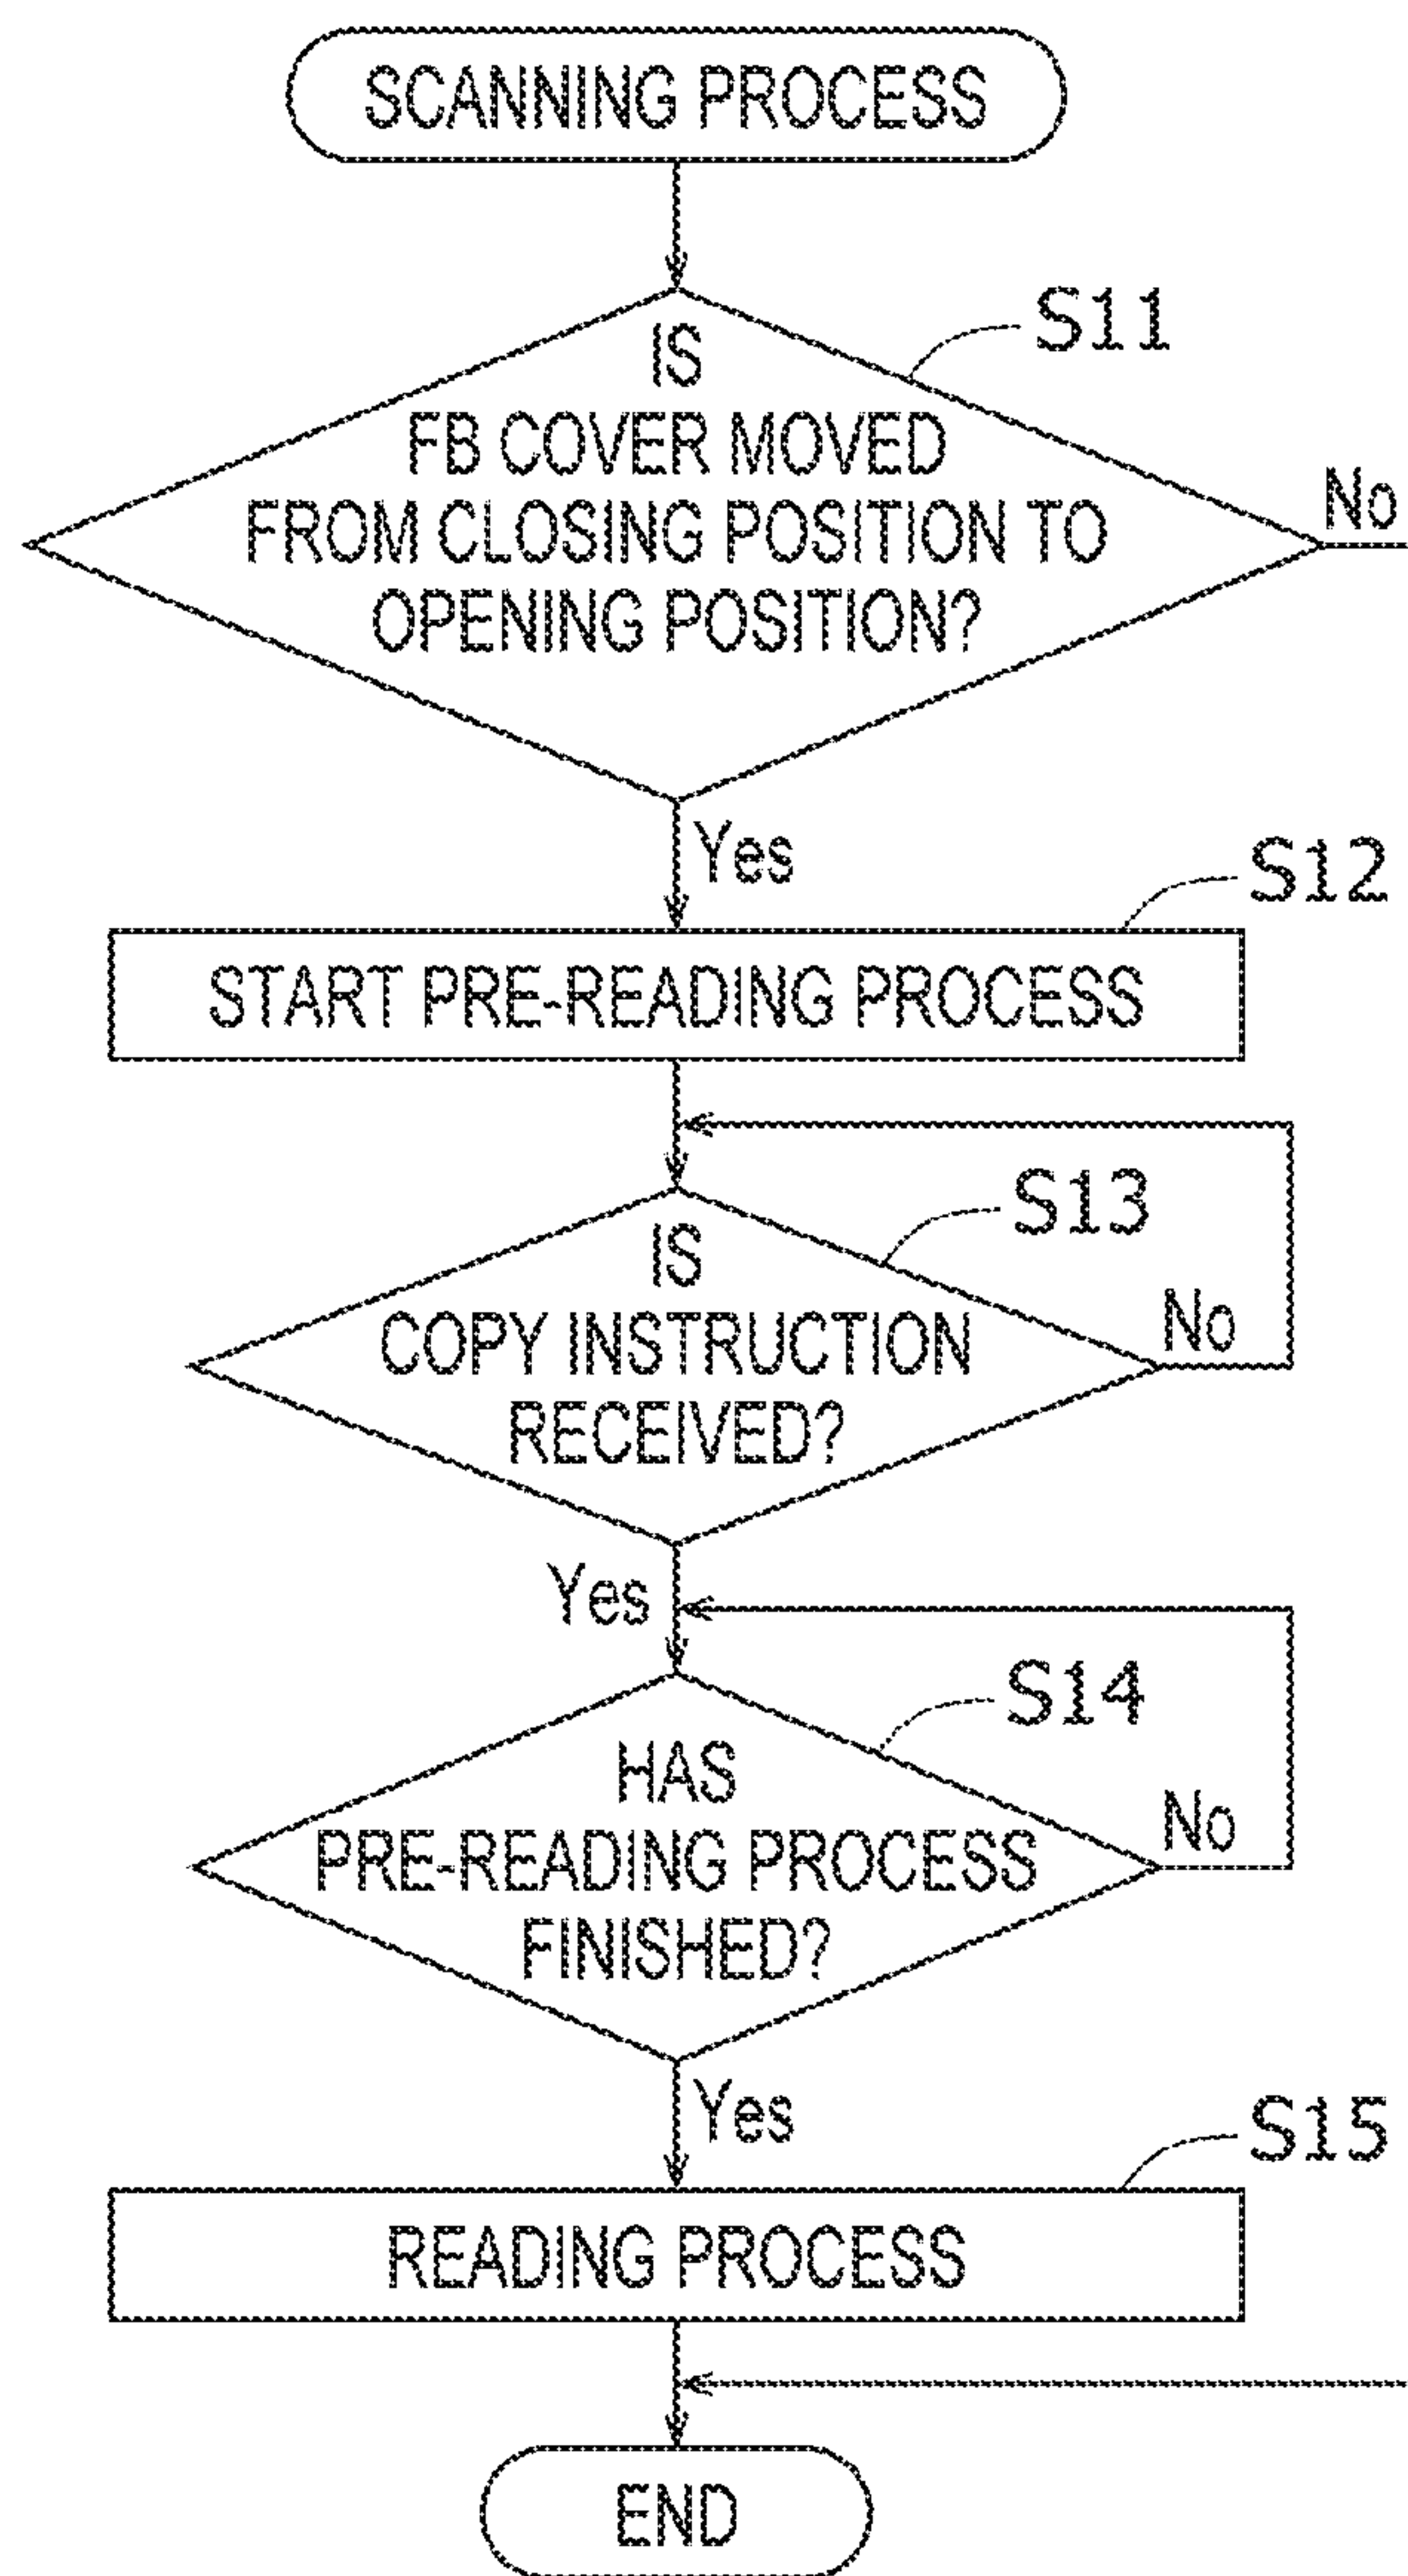 SCANNING PROCESS
S11
IS
FB COVER MOVED
FROM CLOSING POSITION TO
OPENING POSITION?
No
Yes
S12
START PRE-READING PROCESS
S13
IS
COPY INSTRUCTION
RECEIVED?
No
Yes
S14
HAS
PRE-READING PROCESS
FINISHED?
No
Yes
S15
READING PROCESS
END